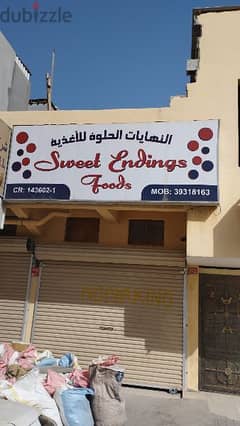 dubizzle
النهايات الحلوة للأغذية
Sweet Endings
Foods
CR: 143602-1
MOB: 39318163